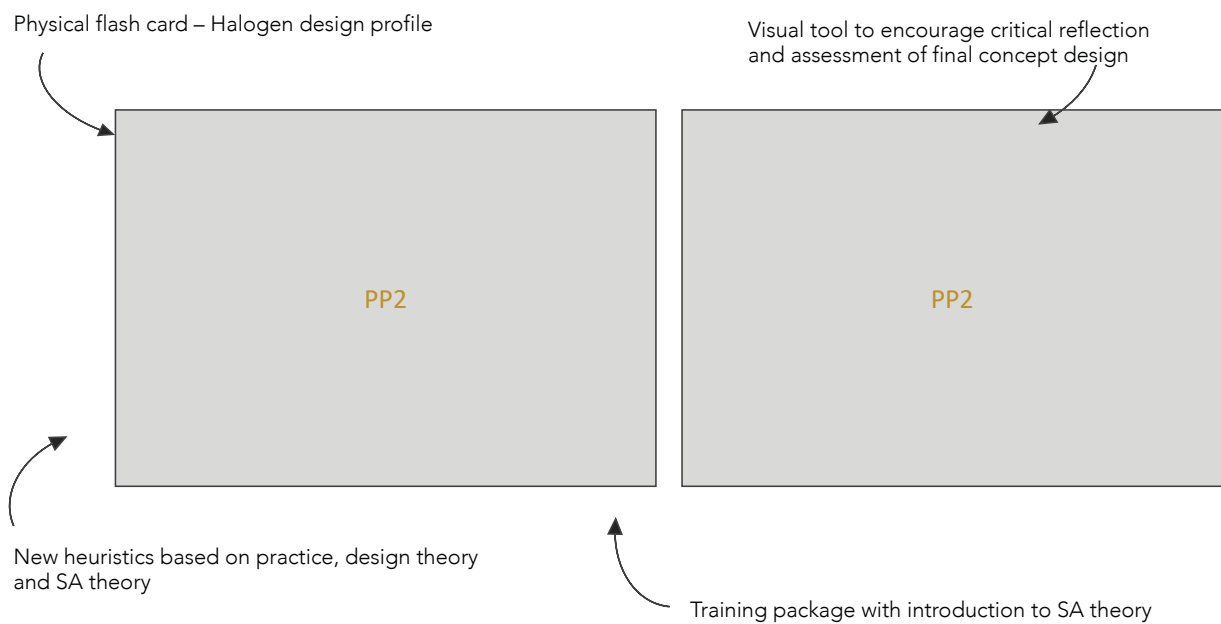 Physical flash card – Halogen design profile
Visual tool to encourage critical reflection
and assessment of final concept design
PP2
PP2
New heuristics based on practice, design theory
and SA theory
Training package with introduction to SA theory